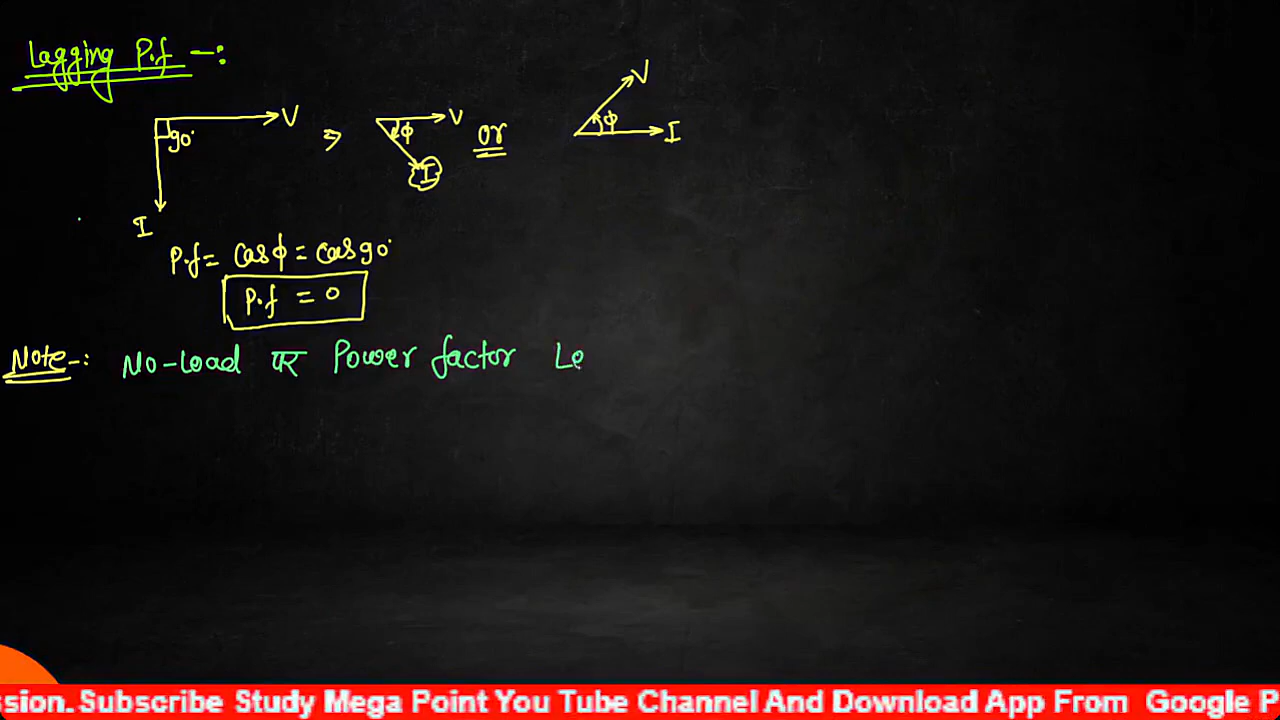 Lagging P.f -:
V
90°
I
⇒ ϕ V
I
or
V
ϕ
I
P.f = cosϕ = cos90°
P.f = 0
Note-: No-Load पर Power factor Le
ssion. Subscribe Study Mega Point You Tube Channel And Download App From Google P